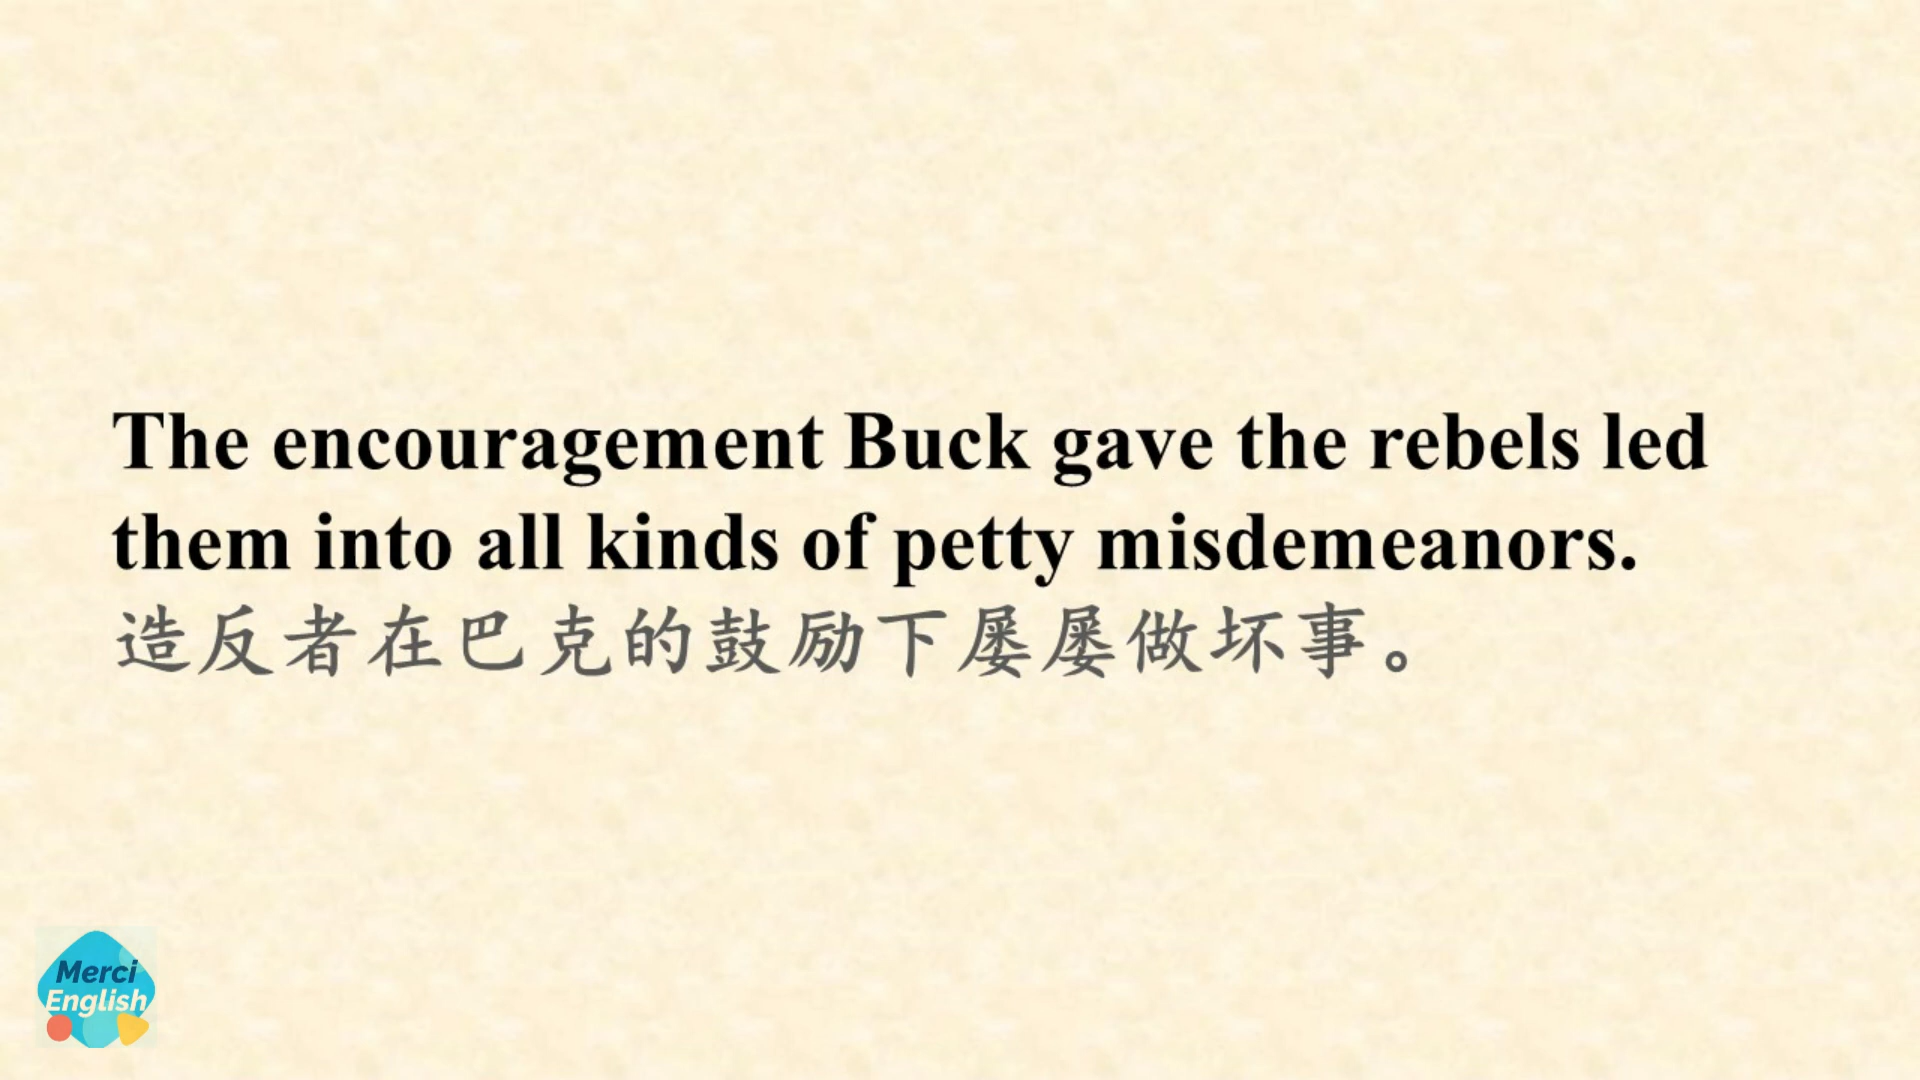 The encouragement Buck gave the rebels led
them into all kinds of petty misdemeanors.
造反者在巴克的鼓励下屡屡做坏事。
Merci
English